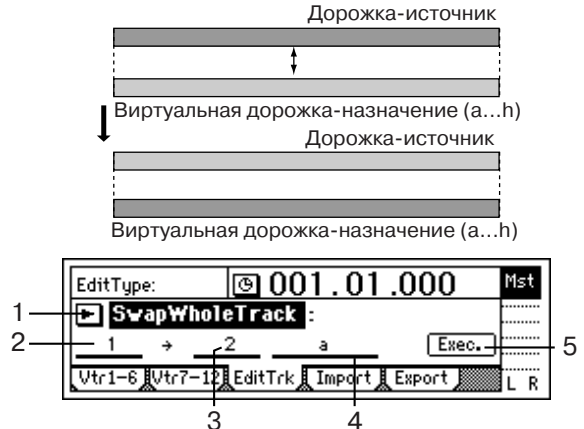 Дорожка-источник
Виртуальная дорожка-назначение (a...h)
Дорожка-источник
Виртуальная дорожка-назначение (a...h)
EditType: 001.01.000 Mst
1 SwapWholeTrack :
2 1 → 2 a Exec. 5
Vtr1-6 Vtr7-12 EditTrk Import Export L R
3 4